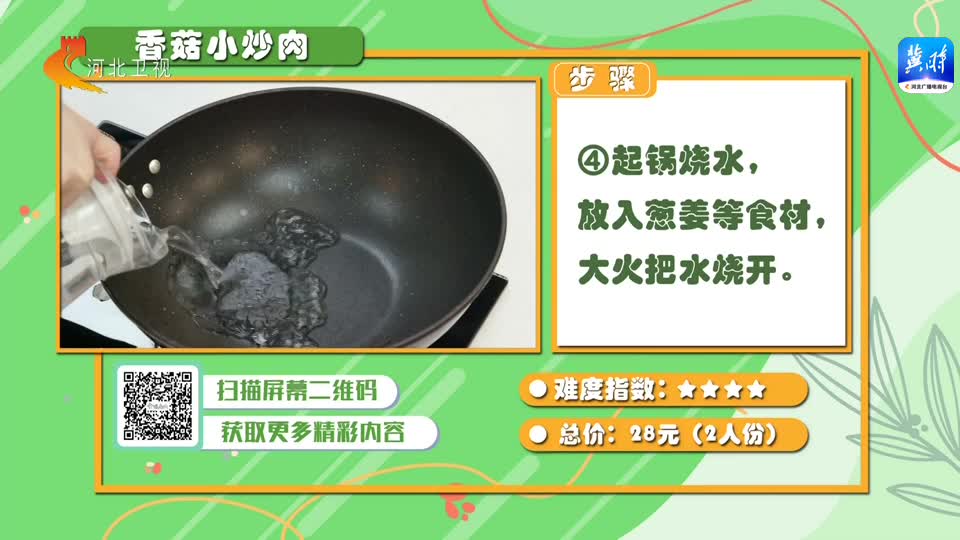 香菇小炒肉
河北卫视
冀时
河北广播电视台
步骤
④起锅烧水，
放入葱姜等食材，
大火把水烧开。
扫描屏幕二维码
获取更多精彩内容
难度指数：★★★★
总价：28元（2人份）